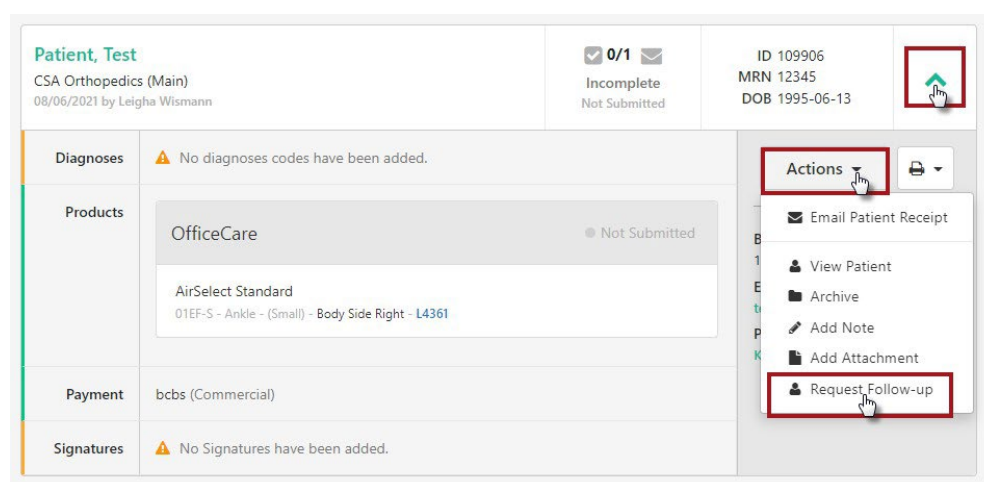 Patient, Test
CSA Orthopedics (Main)
08/06/2021 by Leigha Wismann
0/1
Incomplete
Not Submitted
ID 109906
MRN 12345
DOB 1995-06-13
Diagnoses
No diagnoses codes have been added.
Products
OfficeCare
Not Submitted
AirSelect Standard
01EF-S - Ankle - (Small) - Body Side Right - L4361
Payment
bcbs (Commercial)
Signatures
No Signatures have been added.
Actions
Email Patient Receipt
View Patient
Archive
Add Note
Add Attachment
Request Follow-up